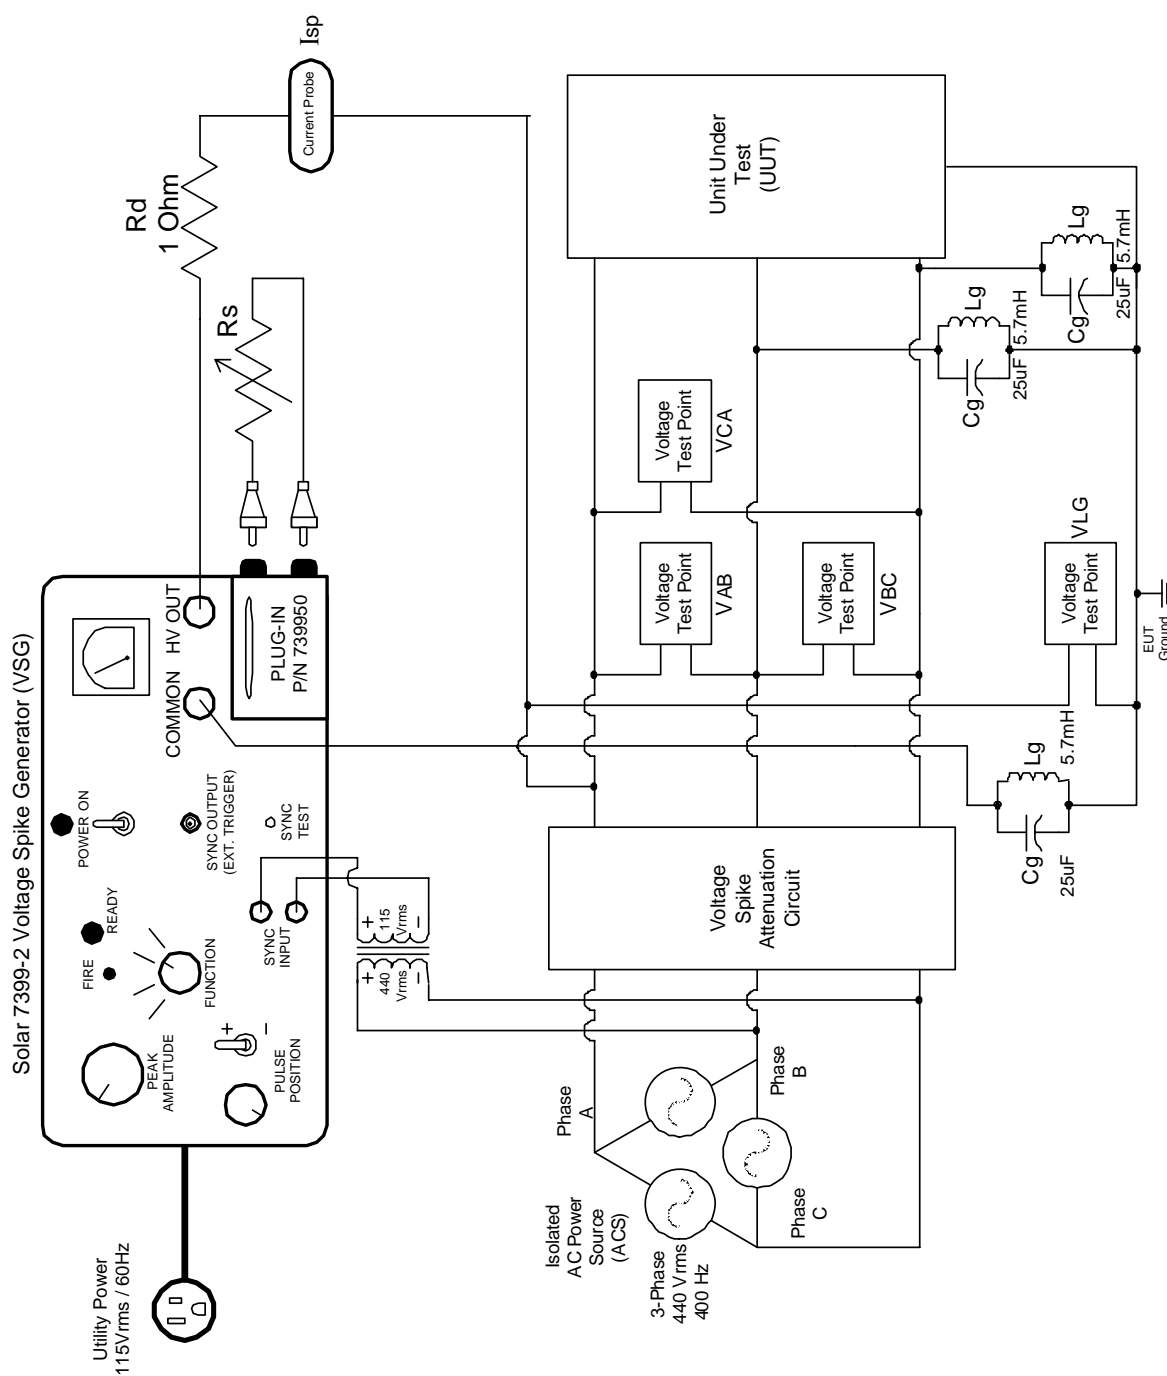 Solar 7399-2 Voltage Spike Generator (VSG)
Utility Power
115Vrms / 60Hz
PEAK
AMPLITUDE
FIRE
READY
POWER ON
FUNCTION
+
−
PULSE
POSITION
SYNC
INPUT
SYNC OUTPUT
(EXT. TRIGGER)
SYNC
TEST
COMMON
HV OUT
PLUG-IN
P/N 739950
Rd
1 Ohm
Rs
Current Probe
Isp
+
440
Vrms
−
+
115
Vrms
−
Isolated
AC Power
Source
(ACS)
3-Phase
440 Vrms
400 Hz
Phase
A
Phase
B
Phase
C
Voltage
Spike
Attenuation
Circuit
Voltage
Test Point
VAB
Voltage
Test Point
VBC
Voltage
Test Point
VCA
Unit Under
Test
(UUT)
Cg
25uF
Lg
5.7mH
Voltage
Test Point
VLG
EUT
Ground
Cg
25uF
Lg
5.7mH
Cg
25uF
Lg
5.7mH